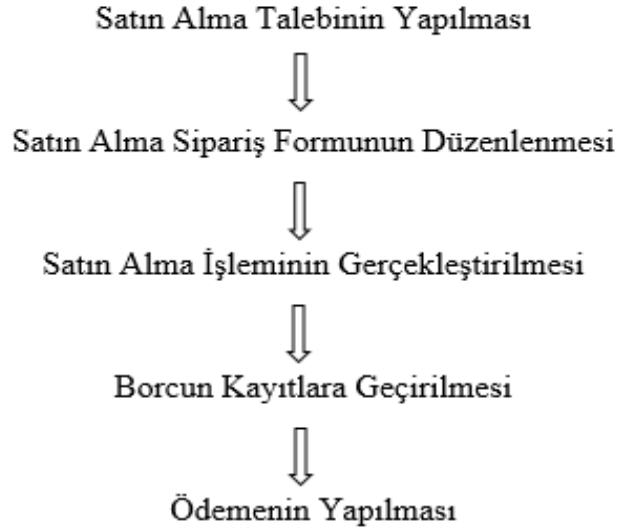 Satın Alma Talebinin Yapılması
Satın Alma Sipariş Formunun Düzenlenmesi
Satın Alma İşleminin Gerçekleştirilmesi
Borcun Kayıtlara Geçirilmesi
Ödemenin Yapılması